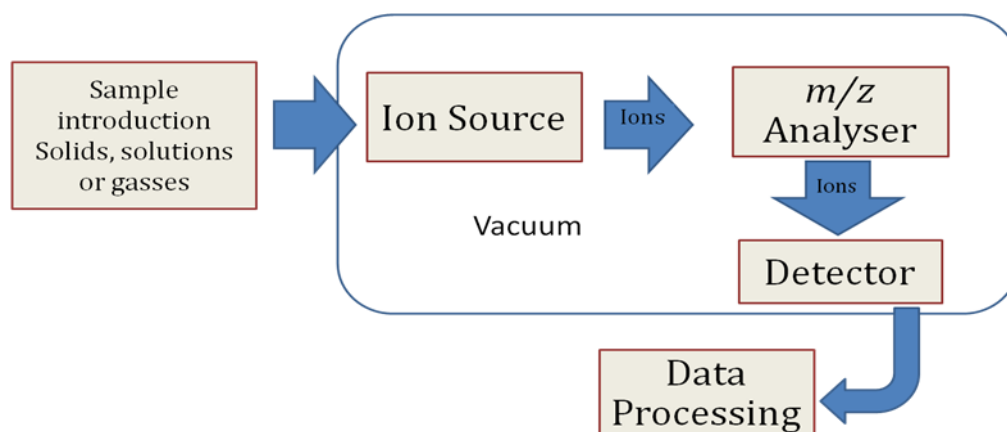 Sample
introduction
Solids, solutions
or gasses
Ion Source
Ions
m/z
Analyser
Ions
Vacuum
Detector
Data
Processing